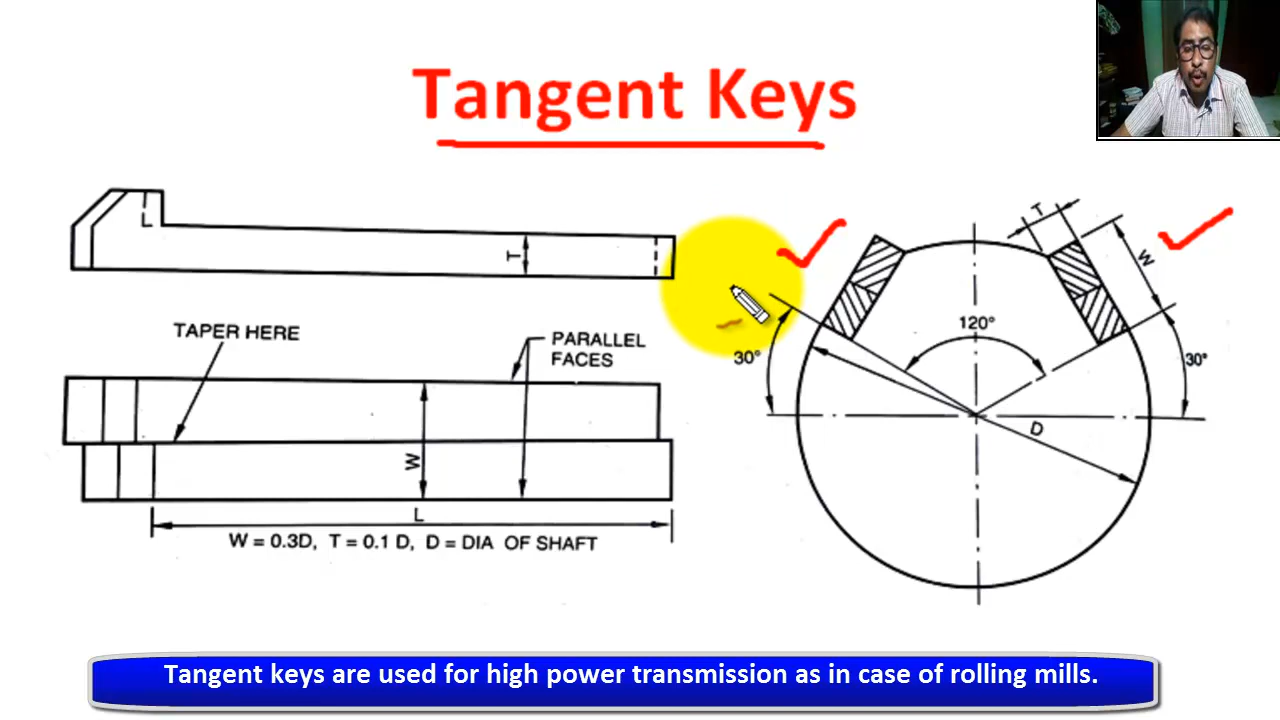 Tangent Keys
L
T
T
W
TAPER HERE
PARALLEL
FACES
120°
30°
30°
D
W
L
W = 0.3D, T = 0.1 D, D = DIA OF SHAFT
Tangent keys are used for high power transmission as in case of rolling mills.